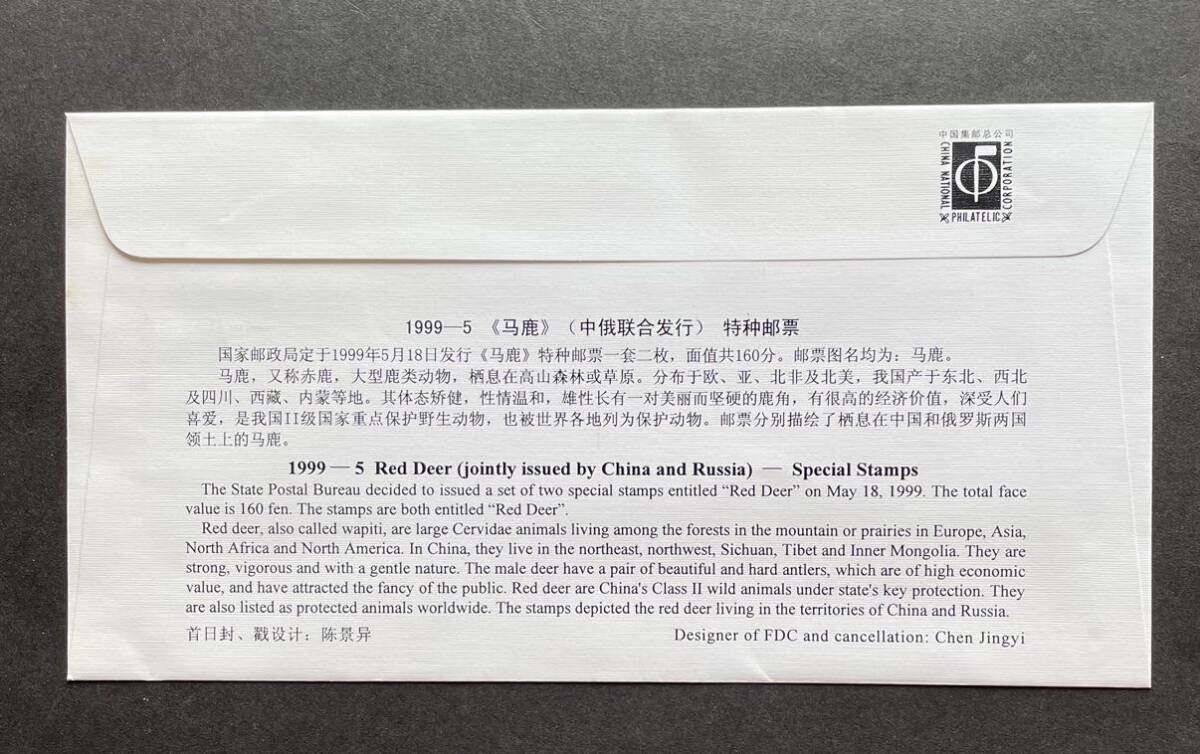 中国集邮总公司
CHINA NATIONAL
PHILATELIC
CORPORATION
1999—5 《马鹿》(中俄联合发行) 特种邮票
国家邮政局定于1999年5月18日发行《马鹿》特种邮票一套二枚，面值共160分。邮票图名均为：马鹿。
马鹿，又称赤鹿，大型鹿类动物，栖息在高山森林或草原。分布于欧、亚、北非及北美，我国产于东北、西北
及四川、西藏、内蒙等地。其体态矫健，性情温和，雄性长有一对美丽而坚硬的鹿角，有很高的经济价值，深受人们
喜爱，是我国II级国家重点保护野生动物，也被世界各地列为保护动物。邮票分别描绘了栖息在中国和俄罗斯两国
领土上的马鹿。
1999 — 5 Red Deer (jointly issued by China and Russia) — Special Stamps
The State Postal Bureau decided to issued a set of two special stamps entitled “Red Deer” on May 18, 1999. The total face
value is 160 fen. The stamps are both entitled “Red Deer”.
Red deer, also called wapiti, are large Cervidae animals living among the forests in the mountain or prairies in Europe, Asia,
North Africa and North America. In China, they live in the northeast, northwest, Sichuan, Tibet and Inner Mongolia. They are
strong, vigorous and with a gentle nature. The male deer have a pair of beautiful and hard antlers, which are of high economic
value, and have attracted the fancy of the public. Red deer are China's Class II wild animals under state's key protection. They
are also listed as protected animals worldwide. The stamps depicted the red deer living in the territories of China and Russia.
首日封、戳设计：陈景异 Designer of FDC and cancellation: Chen Jingyi